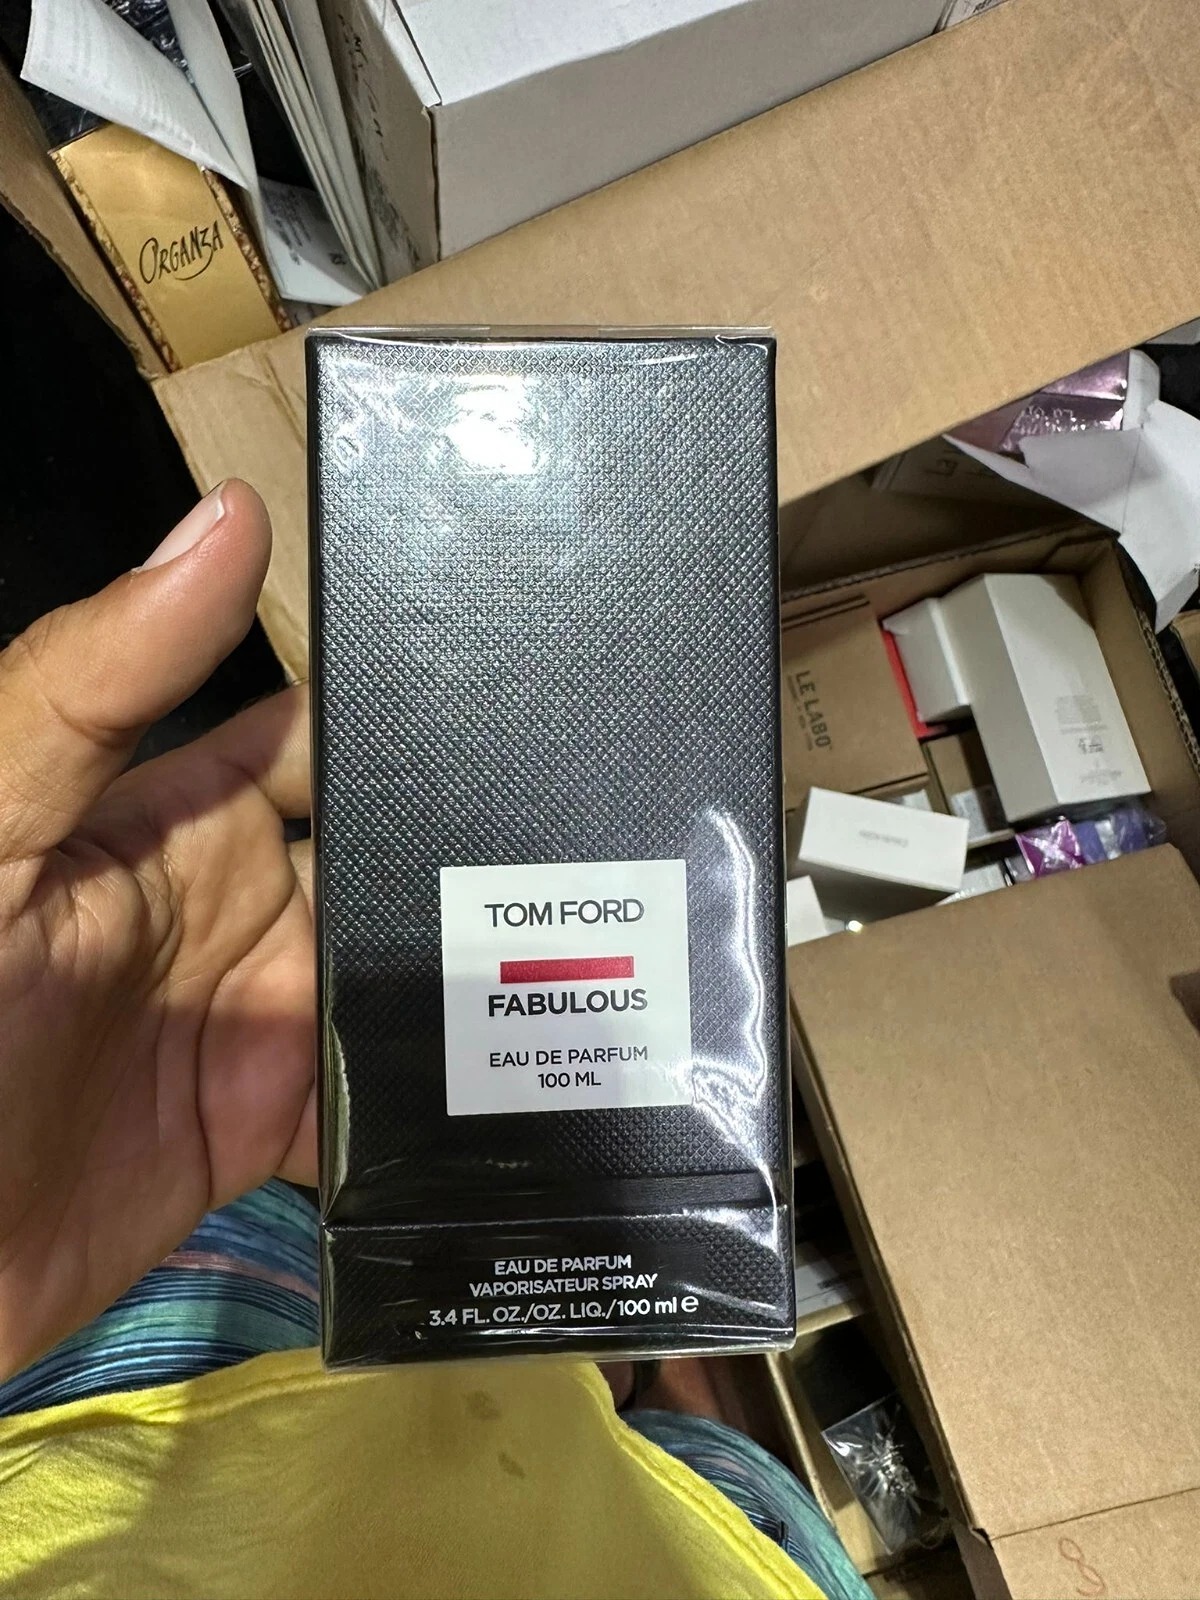 ORGANZA
LE LABO
TOM FORD
FABULOUS
EAU DE PARFUM
100 ML
EAU DE PARFUM
VAPORISATEUR SPRAY
3.4 FL. OZ./OZ. LIQ./100 ml e
8